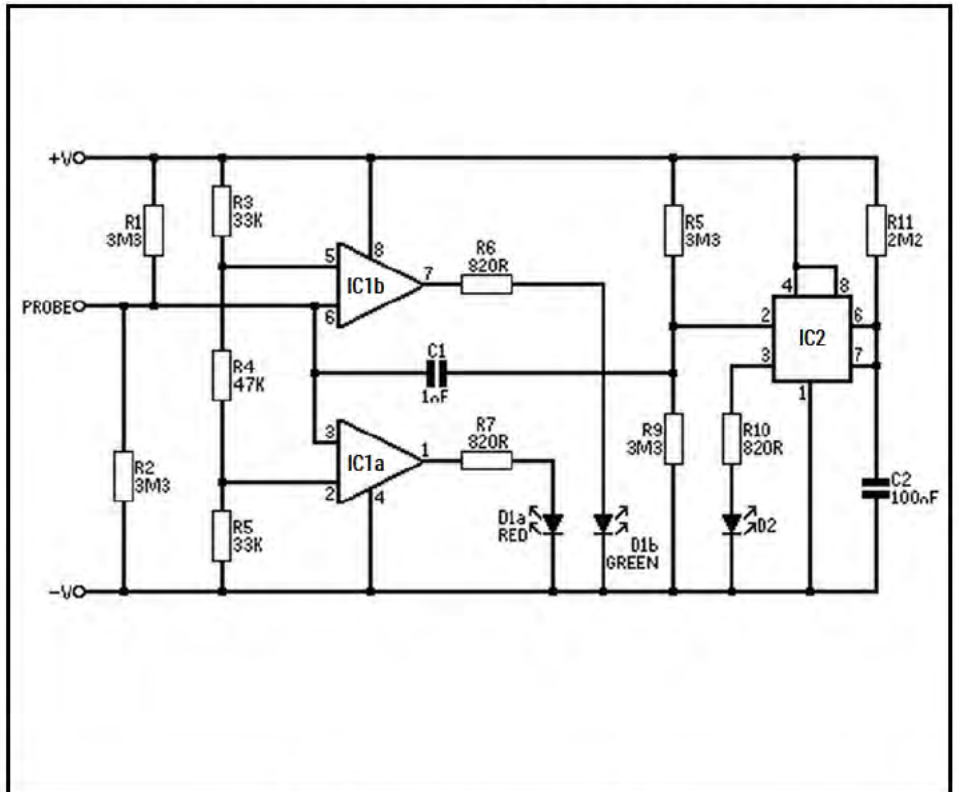 +V
R1
3M3
R3
33K
5
8
IC1b
7
6
R6
820R
R5
3M3
R11
2M2
4
8
PROBE
2
IC2
6
3
7
1
C1
1nF
R4
47K
R2
3M3
3
IC1a
1
2
4
R7
820R
R9
3M3
R10
820R
C2
100nF
R5
33K
D1a
RED
D1b
GREEN
D2
-V